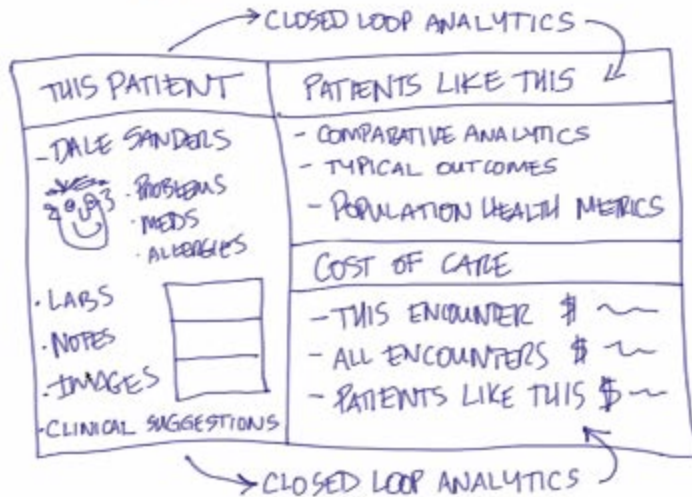 CLOSED LOOP ANALYTICS
THIS PATIENT
- DALE SANDERS
· PROBLEMS
· MEDS
· ALLERGIES
· LABS
· NOTES
· IMAGES
· CLINICAL SUGGESTIONS
PATIENTS LIKE THIS
- COMPARATIVE ANALYTICS
- TYPICAL OUTCOMES
- POPULATION HEALTH METRICS
COST OF CARE
- THIS ENCOUNTER $
- ALL ENCOUNTERS $
- PATIENTS LIKE THIS $
CLOSED LOOP ANALYTICS